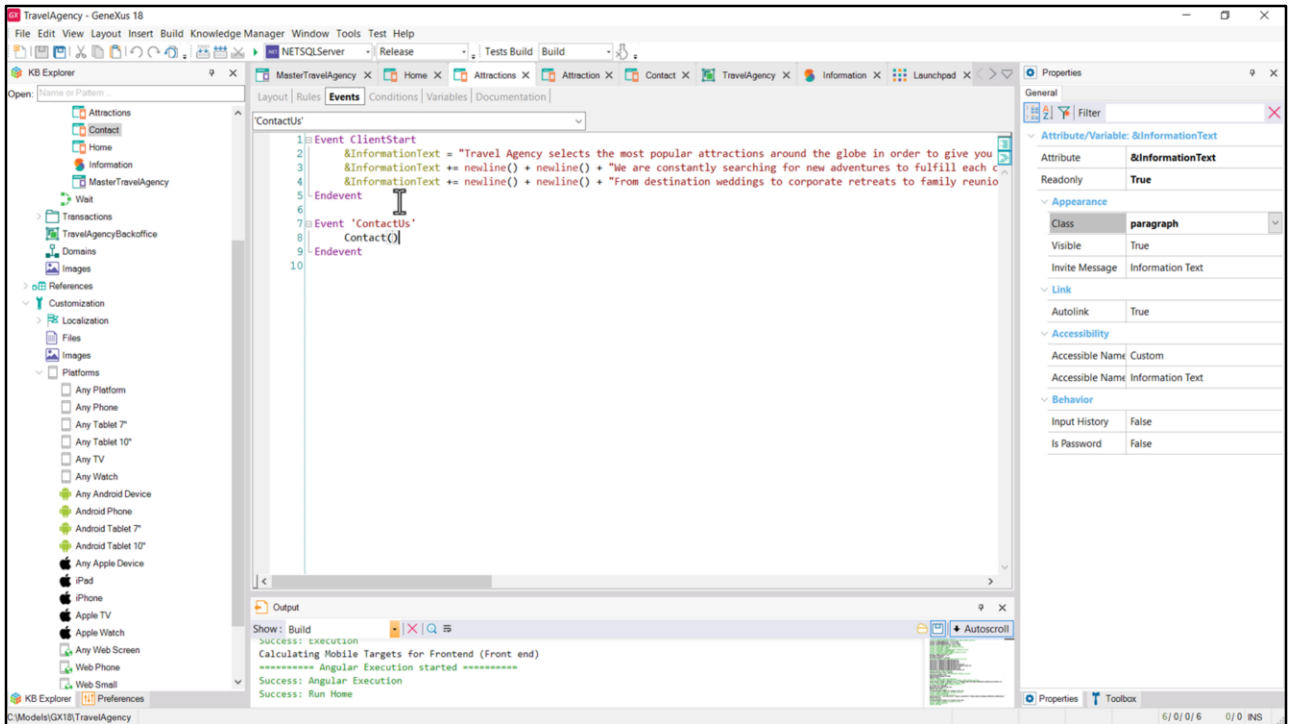 TravelAgency - GeneXus 18
File Edit View Layout Insert Build Knowledge Manager Window Tools Test Help
NETSQLServer Release Tests Build Build
KB Explorer
Open: Name or Pattern ...
Attractions
Contact
Home
Information
MasterTravelAgency
Wait
Transactions
TravelAgencyBackoffice
Domains
Images
References
Customization
Localization
Files
Images
Platforms
Any Platform
Any Phone
Any Tablet 7"
Any Tablet 10"
Any TV
Any Watch
Any Android Device
Android Phone
Android Tablet 7"
Android Tablet 10"
Any Apple Device
iPad
iPhone
Apple TV
Apple Watch
Any Web Screen
Web Phone
Web Small
KB Explorer Preferences
MasterTravelAgency Home Attractions Attraction Contact TravelAgency Information Launchpad
Layout Rules Events Conditions Variables Documentation
'ContactUs'
1 Event ClientStart
2 &InformationText = "Travel Agency selects the most popular attractions around the globe in order to give you
3 &InformationText += newline() + newline() + "We are constantly searching for new adventures to fulfill each c
4 &InformationText += newline() + newline() + "From destination weddings to corporate retreats to family reunio
5 Endevent
6
7 Event 'ContactUs'
8 Contact()
9 Endevent
10
Output
Show: Build Autoscroll
Success: Execution
Calculating Mobile Targets for Frontend (Front end)
========== Angular Execution started ==========
Success: Angular Execution
Success: Run Home
Properties
General
Filter
Attribute/Variable: &InformationText
Attribute &InformationText
Readonly True
Appearance
Class paragraph
Visible True
Invite Message Information Text
Link
Autolink True
Accessibility
Accessible Name Custom
Accessible Name Information Text
Behavior
Input History False
Is Password False
Properties Toolbox
C:\Models\GX18\TravelAgency
6/0/0/6 0/0 INS